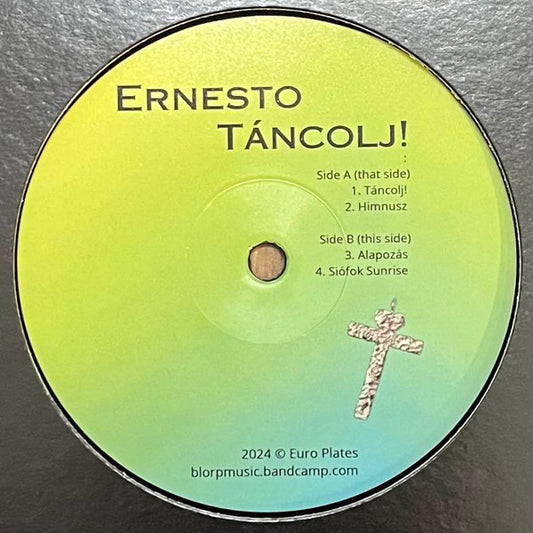 ERNESTO
TÁNCOLJ!
:
Side A (that side)
1. Táncolj!
2. Himnusz
Side B (this side)
3. Alapozás
4. Siófok Sunrise
2024 © Euro Plates
blorpmusic.bandcamp.com